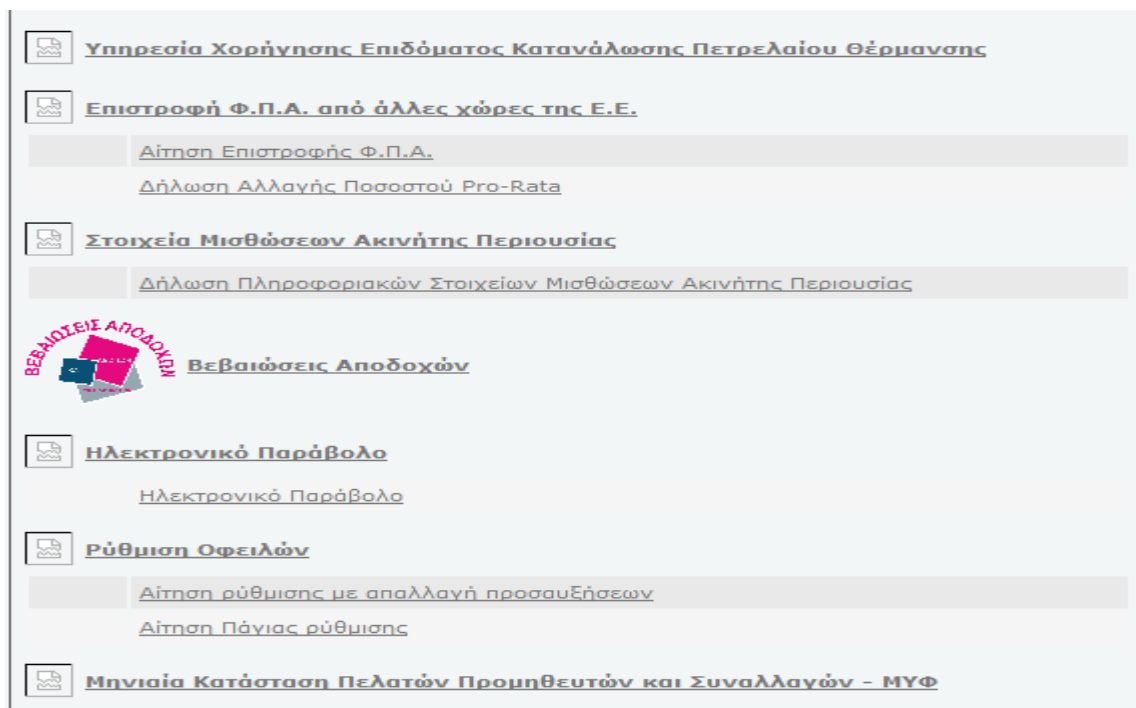 Υπηρεσία Χορήγησης Επιδόματος Κατανάλωσης Πετρελαίου Θέρμανσης
Επιστροφή Φ.Π.Α. από άλλες χώρες της Ε.Ε.
Αίτηση Επιστροφής Φ.Π.Α.
Δήλωση Αλλαγής Ποσοστού Pro-Rata
Στοιχεία Μισθώσεων Ακινήτης Περιουσίας
Δήλωση Πληροφοριακών Στοιχείων Μισθώσεων Ακινήτης Περιουσίας
ΒΕΒΑΙΩΣΕΙΣ ΑΠΟΔΟΧΩΝ
Βεβαιώσεις Αποδοχών
Ηλεκτρονικό Παράβολο
Ηλεκτρονικό Παράβολο
Ρύθμιση Οφειλών
Αίτηση ρύθμισης με απαλλαγή προσαυξήσεων
Αίτηση Πάγιας ρύθμισης
Μηνιαία Κατάσταση Πελατών Προμηθευτών και Συναλλαγών - ΜΥΦ